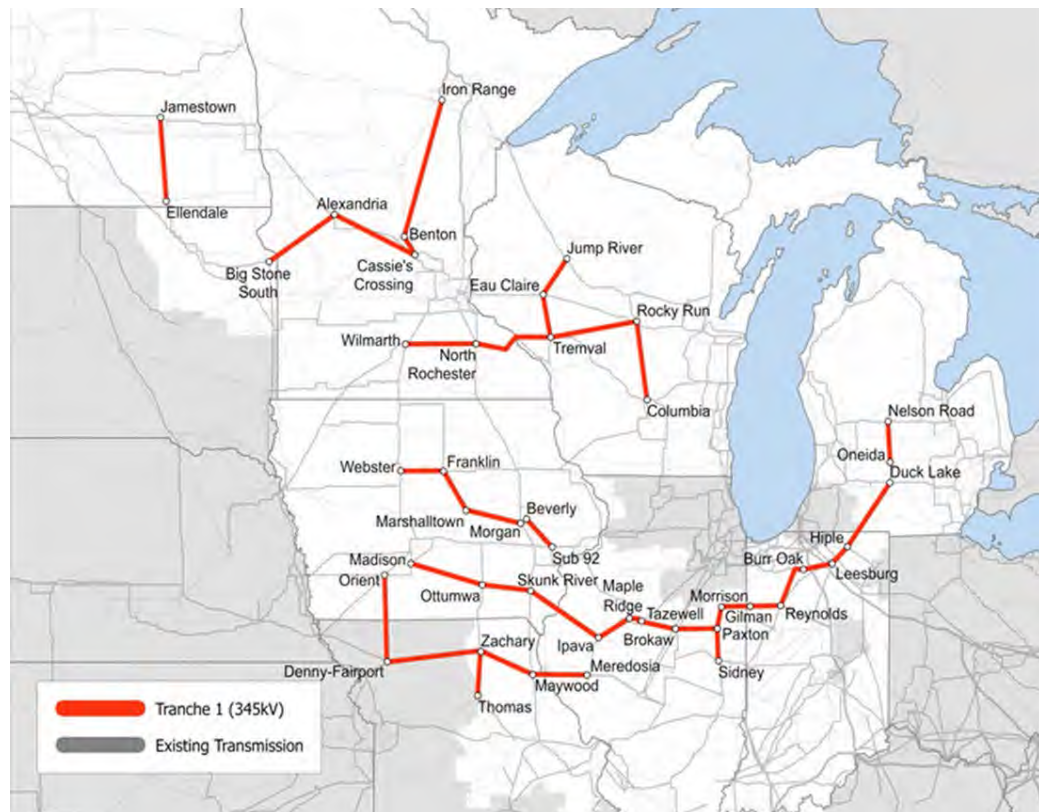 Iron Range
Jamestown
Ellendale
Alexandria
Benton
Big Stone
South
Cassie's
Crossing
Jump River
Eau Claire
Rocky Run
Wilmarth
North
Rochester
Tremval
Columbia
Nelson Road
Oneida
Duck Lake
Webster
Franklin
Marshalltown
Beverly
Morgan
Sub 92
Hiple
Burr Oak
Leesburg
Madison
Orient
Ottumwa
Skunk River
Maple
Ridge
Tazewell
Morrison
Gilman
Reynolds
Brokaw
Paxton
Ipava
Zachary
Denny-Fairport
Meredosia
Maywood
Sidney
Thomas
Tranche 1 (345kV)
Existing Transmission